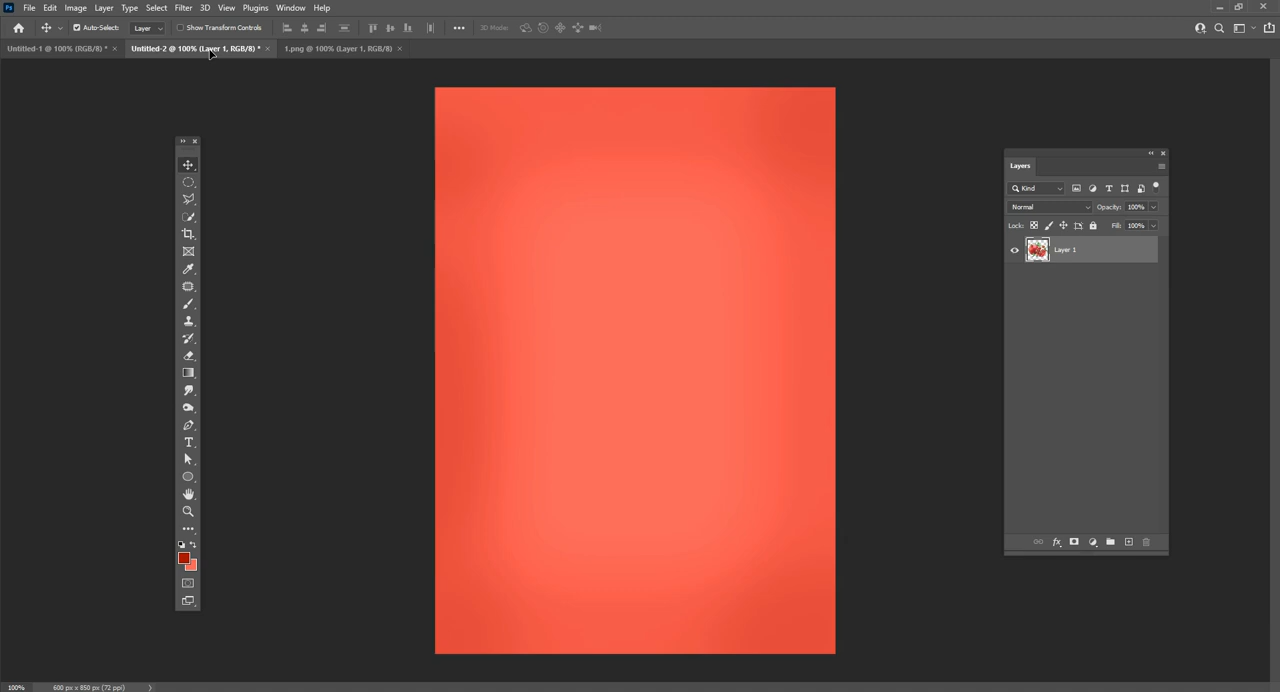 Ps File Edit Image Layer Type Select Filter 3D View Plugins Window Help
Auto-Select: Layer Show Transform Controls ••• 3D Mode:
Untitled-1 @ 100% (RGB/8) * × Untitled-2 @ 100% (Layer 1, RGB/8) * × 1.png @ 100% (Layer 1, RGB/8) ×
Layers
Kind
Normal Opacity: 100%
Lock: Fill: 100%
Layer 1
fx
T
100% 600 px x 850 px (72 ppi)